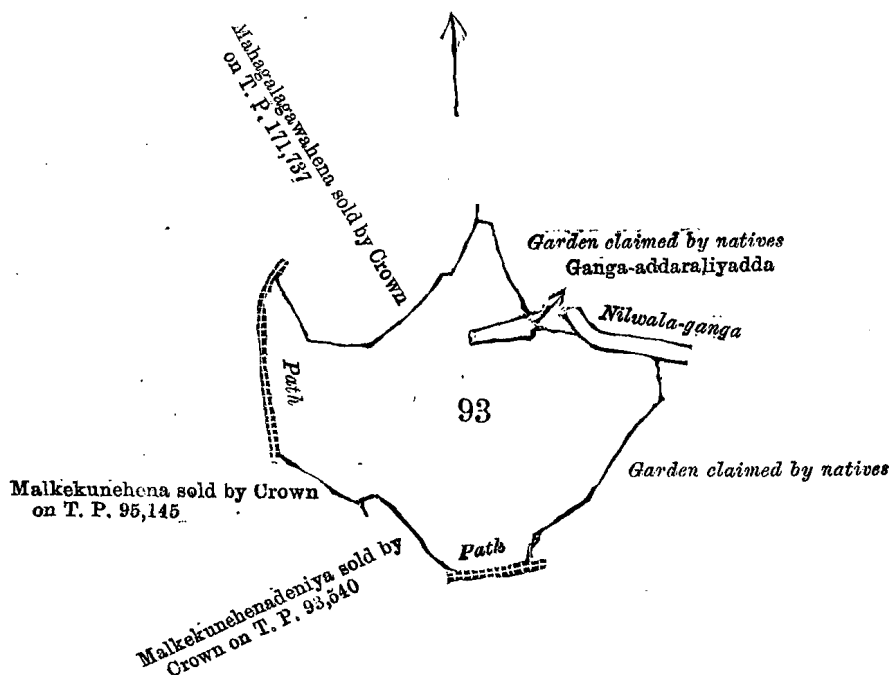 Mahagalagawahena sold by Crown
on T. P. 171,737
Garden claimed by natives
Ganga-addaraliyadda
Nilwala-ganga
Path
93
Garden claimed by natives
Malkekunehena sold by Crown
on T. P. 95,145
Path
Malkekunehenadeniya sold by
Crown on T. P. 93,540